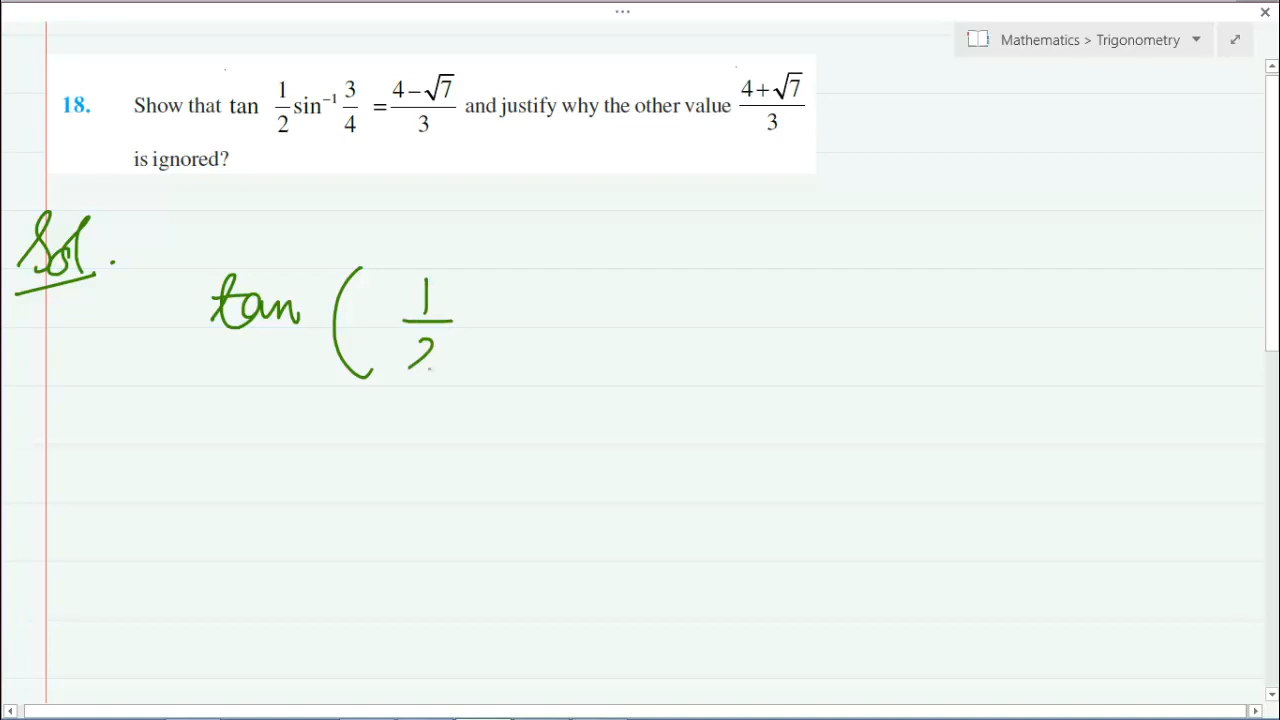 Mathematics > Trigonometry
18. Show that tan 1/2 sin⁻¹ 3/4 = (4−√7)/3 and justify why the other value (4+√7)/3
is ignored?
Sol.
tan ( 1/2